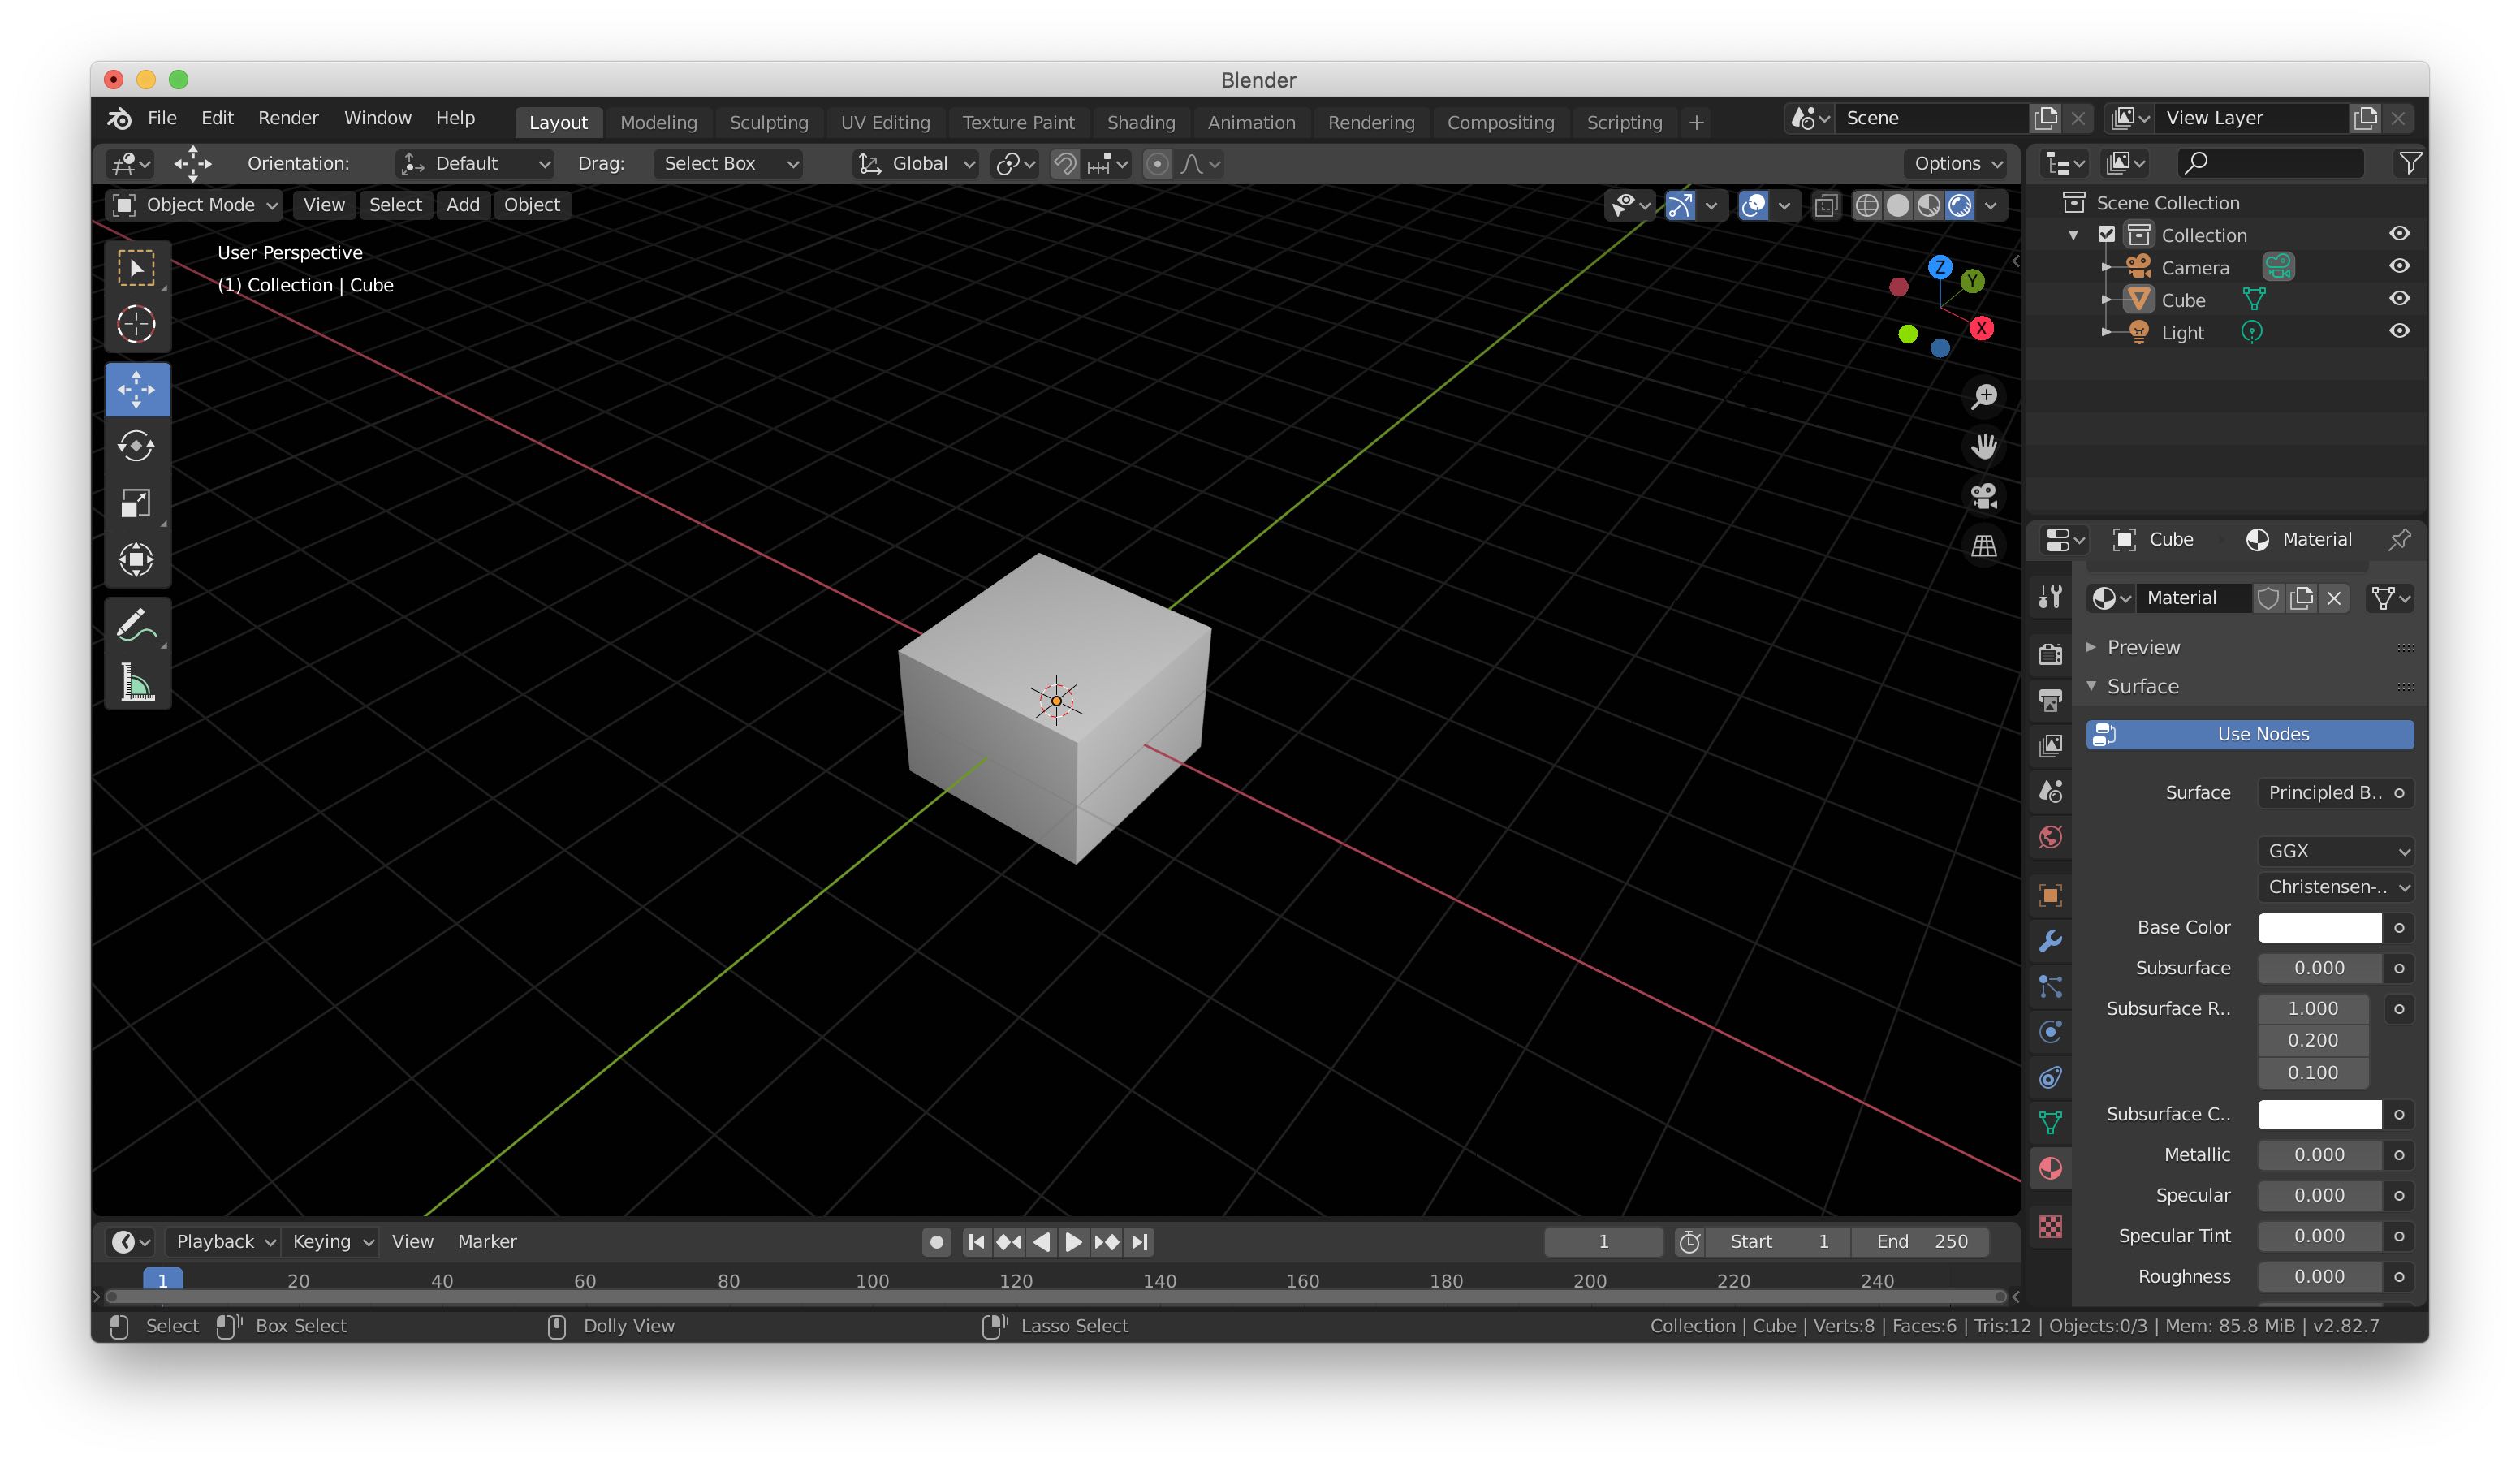 Blender
File Edit Render Window Help Layout Modeling Sculpting UV Editing Texture Paint Shading Animation Rendering Compositing Scripting + Scene View Layer
Orientation: Default Drag: Select Box Global Options
Object Mode View Select Add Object
User Perspective
(1) Collection | Cube
Z
Y
X
Scene Collection
Collection
Camera
Cube
Light
Cube Material
Material
Preview
Surface
Use Nodes
Surface Principled B..
GGX
Christensen-..
Base Color
Subsurface 0.000
Subsurface R.. 1.000
0.200
0.100
Subsurface C..
Metallic 0.000
Specular 0.000
Specular Tint 0.000
Roughness 0.000
Playback Keying View Marker 1 Start 1 End 250
1 20 40 60 80 100 120 140 160 180 200 220 240
Select Box Select Dolly View Lasso Select Collection | Cube | Verts:8 | Faces:6 | Tris:12 | Objects:0/3 | Mem: 85.8 MiB | v2.82.7